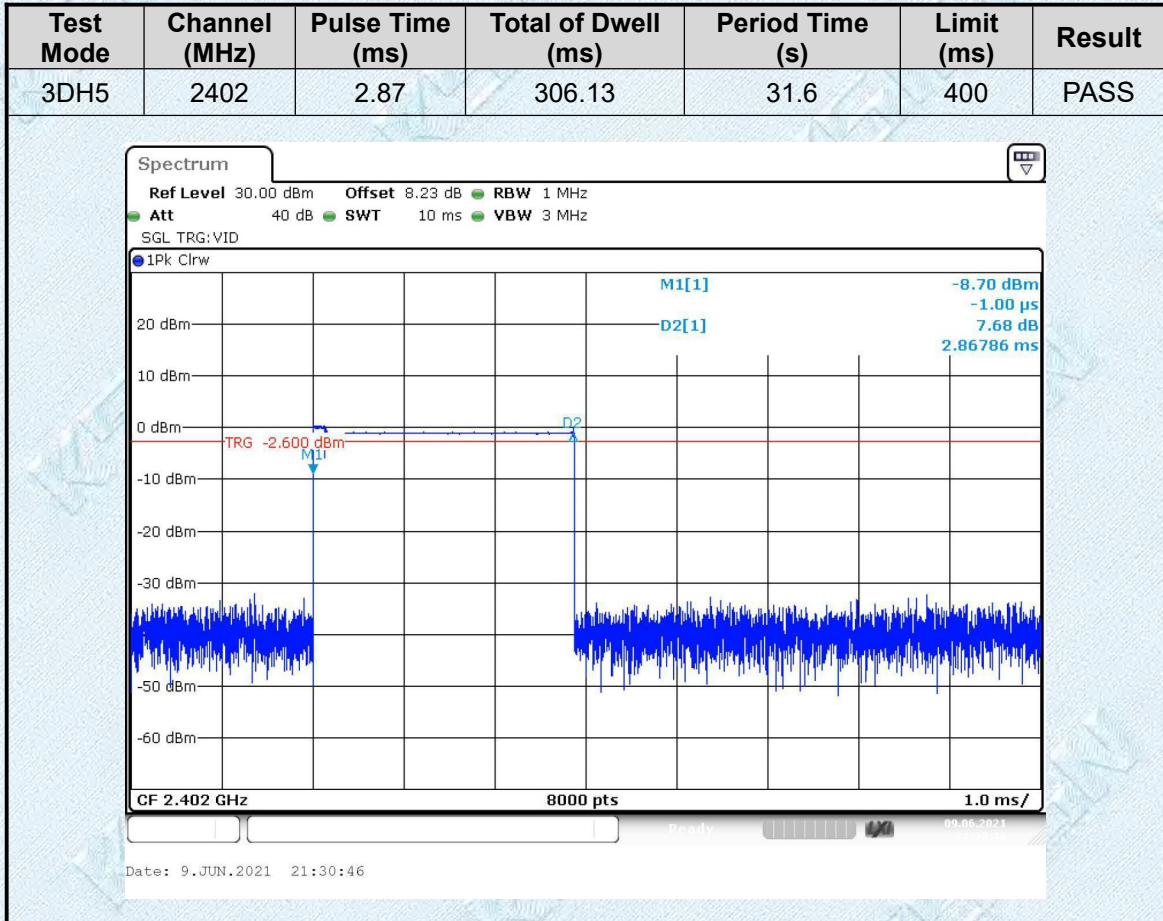 Test Mode Channel (MHz) Pulse Time (ms) Total of Dwell (ms) Period Time (s) Limit (ms) Result
3DH5 2402 2.87 306.13 31.6 400 PASS
Spectrum
Ref Level 30.00 dBm Offset 8.23 dB RBW 1 MHz
Att 40 dB SWT 10 ms VBW 3 MHz
SGL TRG:VID
1Pk Clrw
M1[1] -8.70 dBm
-1.00 µs
20 dBm D2[1] 7.68 dB
2.86786 ms
10 dBm
0 dBm D2
TRG -2.600 dBm
M1
-10 dBm
-20 dBm
-30 dBm
-50 dBm
-60 dBm
CF 2.402 GHz 8000 pts 1.0 ms/
Ready LXI 09.06.2021
Date: 9.JUN.2021 21:30:46